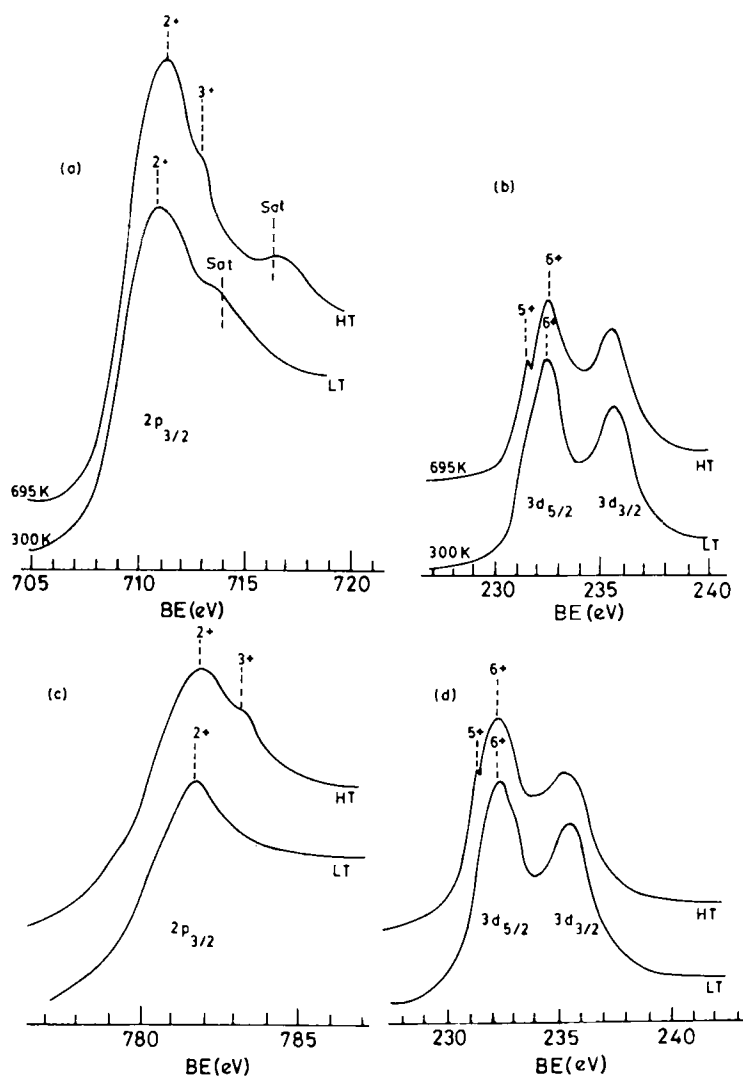 2+
3+
(a)
2+
Sat
Sat
HT
LT
2p3/2
695K
300K
705 710 715 720
BE(eV)
(b)
6+
5+
6+
695K
HT
3d5/2 3d3/2
300K
LT
230 235 240
BE(eV)
(c)
2+
3+
2+
HT
LT
2p3/2
780 785
BE(eV)
(d)
6+
5+
6+
HT
3d5/2 3d3/2
LT
230 235 240
BE(eV)